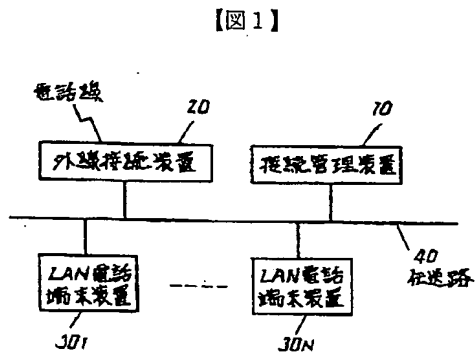 【図1】
電話線
20
10
外線接続装置
接続管理装置
40
伝送路
LAN電話
端末装置
LAN電話
端末装置
301
30N